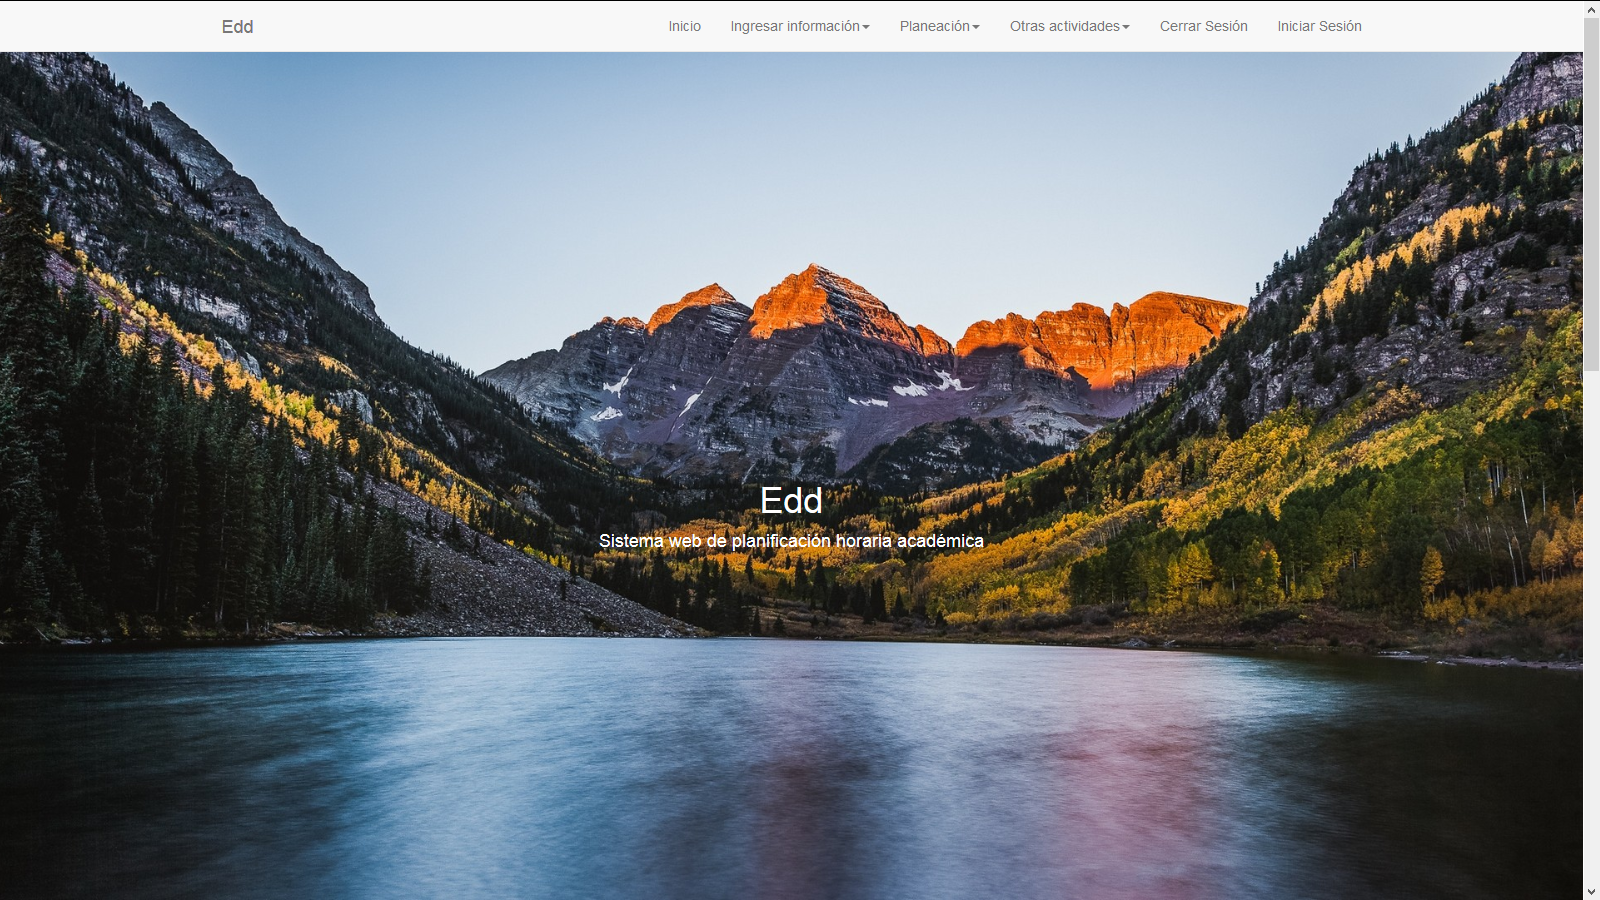 Edd Inicio Ingresar información Planeación Otras actividades Cerrar Sesión Iniciar Sesión
Edd
Sistema web de planificación horaria académica